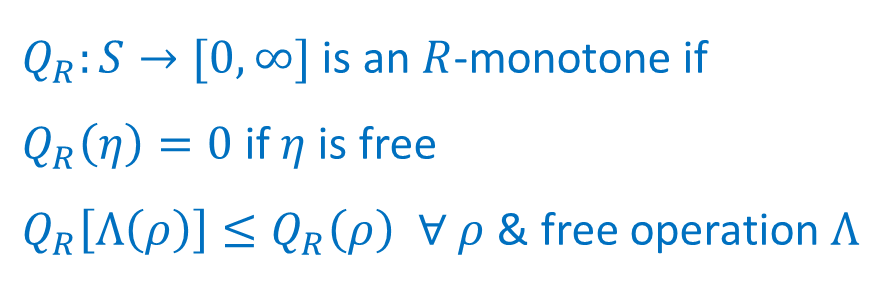 Q_R: S → [0, ∞] is an R-monotone if
Q_R(η) = 0 if η is free
Q_R[Λ(ρ)] ≤ Q_R(ρ) ∀ ρ & free operation Λ